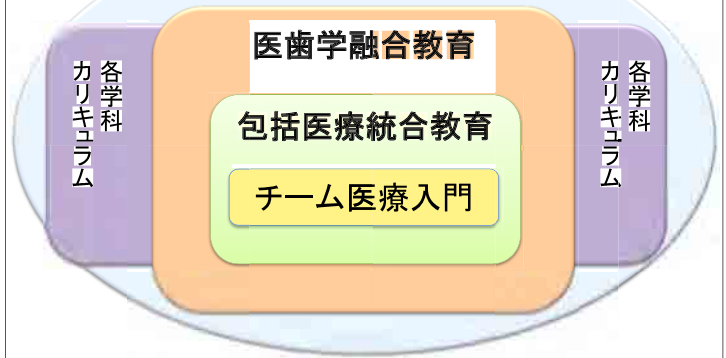 医歯学融合教育
各学科
カリキュラム
包括医療統合教育
チーム医療入門
各学科
カリキュラム